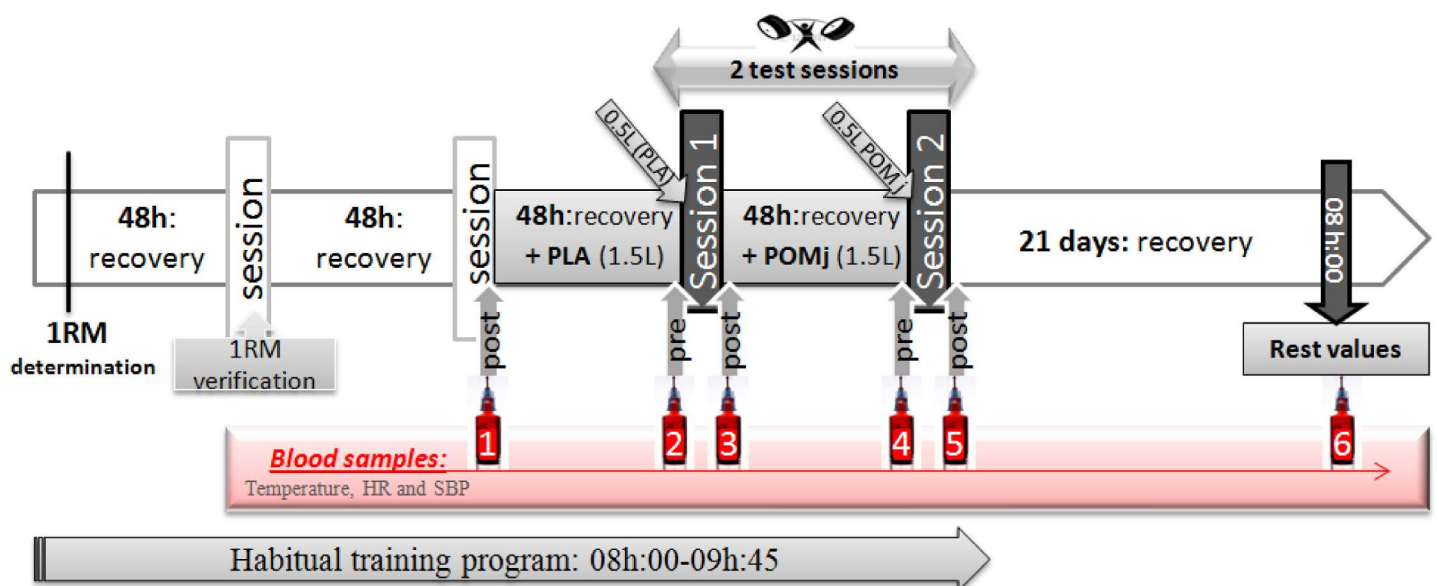 2 test sessions
0.5L (PLA)
0.5L POMj
48h:
recovery
session
48h:
recovery
session
48h:recovery
+ PLA (1.5L)
Session 1
48h:recovery
+ POMj (1.5L)
Session 2
21 days: recovery
08 h:00
1RM
determination
1RM
verification
post
pre
post
pre
post
Rest values
1
2
3
4
5
6
Blood samples:
Temperature, HR and SBP
Habitual training program: 08h:00-09h:45